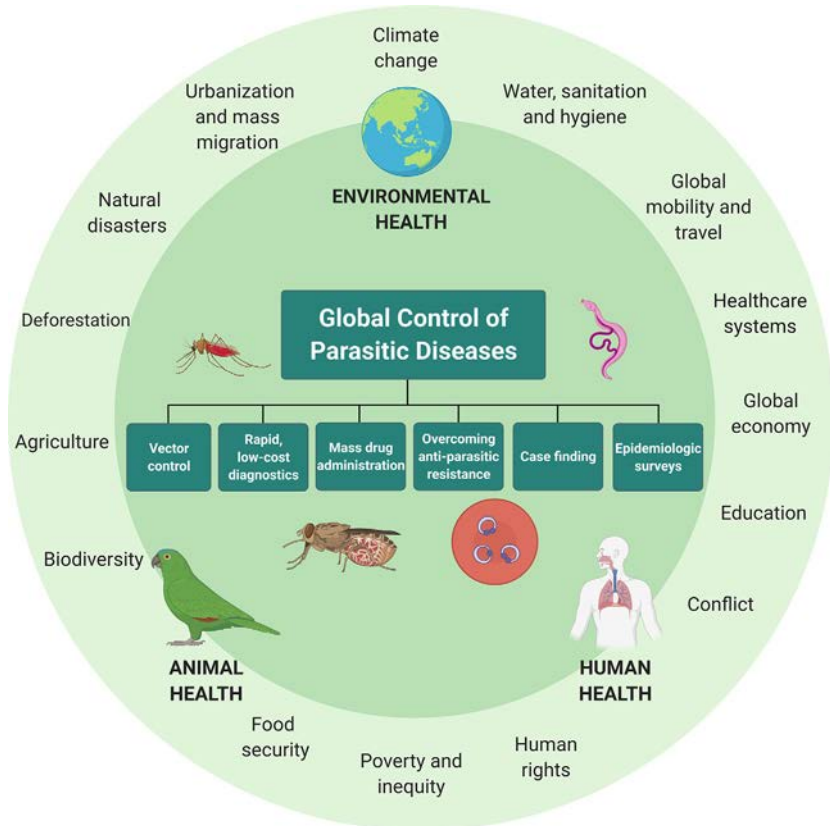 Climate
change
Urbanization
and mass
migration
Water, sanitation
and hygiene
Natural
disasters
ENVIRONMENTAL
HEALTH
Global
mobility and
travel
Deforestation
Global Control of
Parasitic Diseases
Healthcare
systems
Agriculture
Vector
control
Rapid,
low-cost
diagnostics
Mass drug
administration
Overcoming
anti-parasitic
resistance
Case finding
Epidemiologic
surveys
Global
economy
Education
Biodiversity
Conflict
ANIMAL
HEALTH
HUMAN
HEALTH
Food
security
Poverty and
inequity
Human
rights